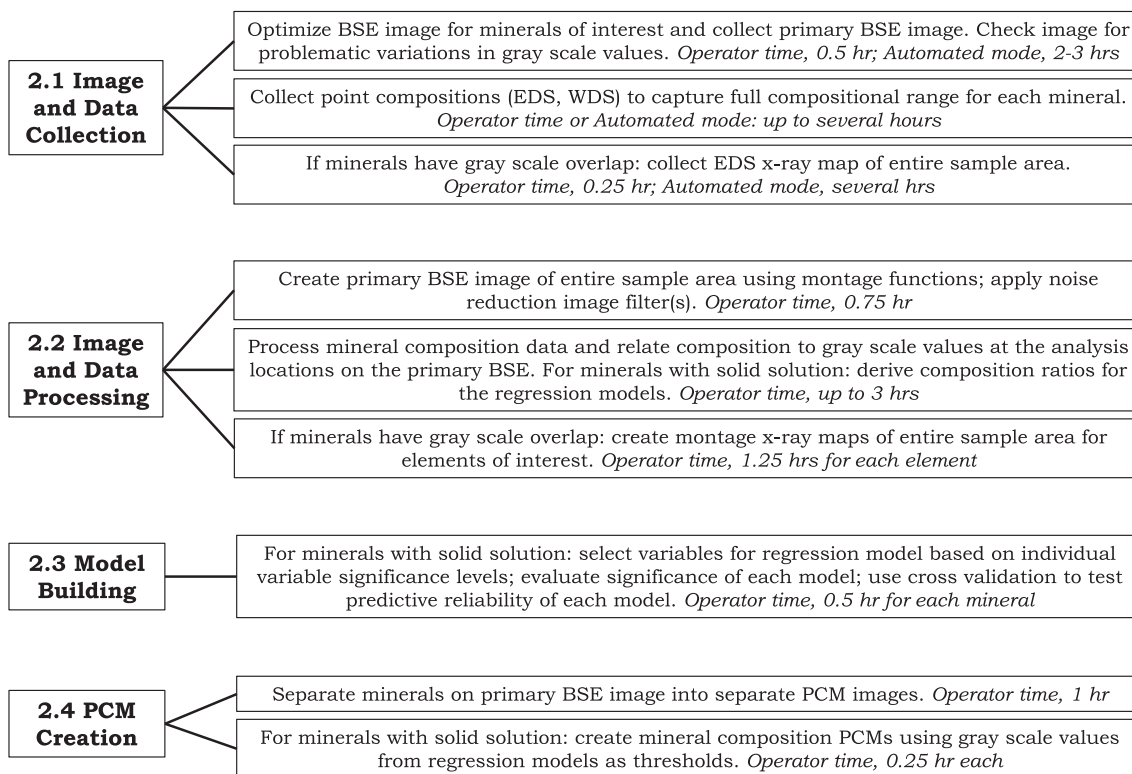 2.1 Image
and Data
Collection
Optimize BSE image for minerals of interest and collect primary BSE image. Check image for
problematic variations in gray scale values. Operator time, 0.5 hr; Automated mode, 2-3 hrs
Collect point compositions (EDS, WDS) to capture full compositional range for each mineral.
Operator time or Automated mode: up to several hours
If minerals have gray scale overlap: collect EDS x-ray map of entire sample area.
Operator time, 0.25 hr; Automated mode, several hrs
2.2 Image
and Data
Processing
Create primary BSE image of entire sample area using montage functions; apply noise
reduction image filter(s). Operator time, 0.75 hr
Process mineral composition data and relate composition to gray scale values at the analysis
locations on the primary BSE. For minerals with solid solution: derive composition ratios for
the regression models. Operator time, up to 3 hrs
If minerals have gray scale overlap: create montage x-ray maps of entire sample area for
elements of interest. Operator time, 1.25 hrs for each element
2.3 Model
Building
For minerals with solid solution: select variables for regression model based on individual
variable significance levels; evaluate significance of each model; use cross validation to test
predictive reliability of each model. Operator time, 0.5 hr for each mineral
2.4 PCM
Creation
Separate minerals on primary BSE image into separate PCM images. Operator time, 1 hr
For minerals with solid solution: create mineral composition PCMs using gray scale values
from regression models as thresholds. Operator time, 0.25 hr each